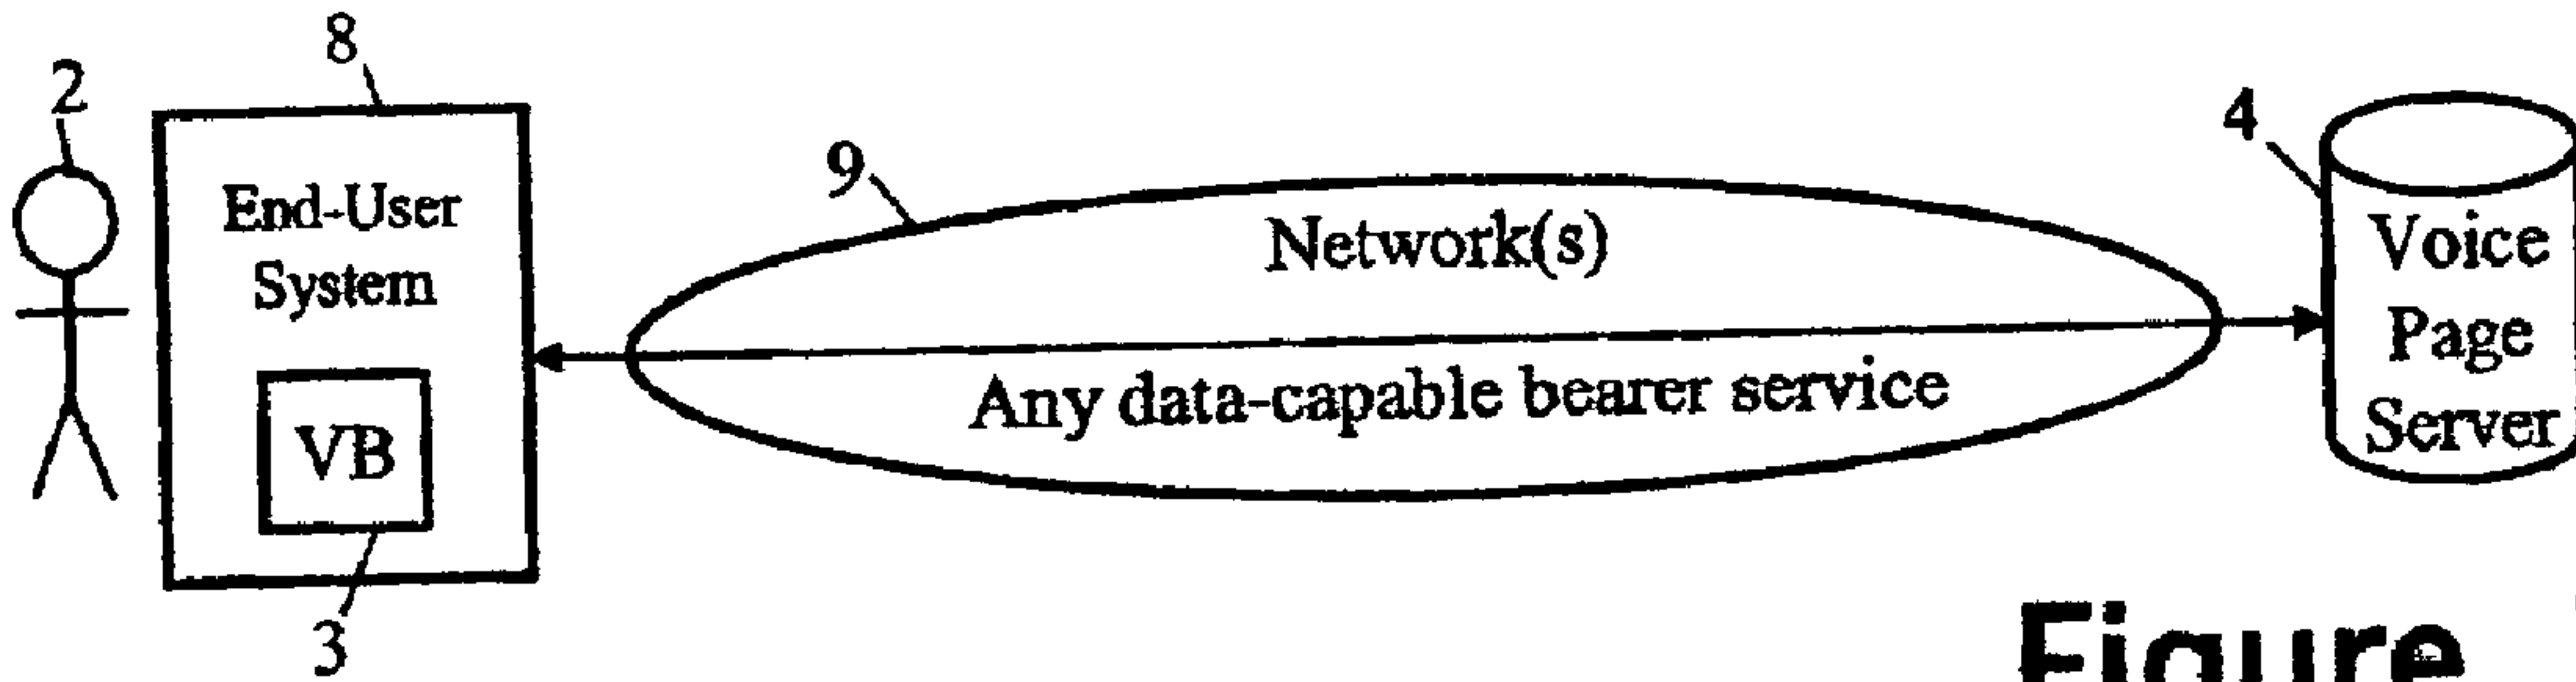 8
2
End-User
System
VB
3
9
Network(s)
Any data-capable bearer service
4
Voice
Page
Server
Figure